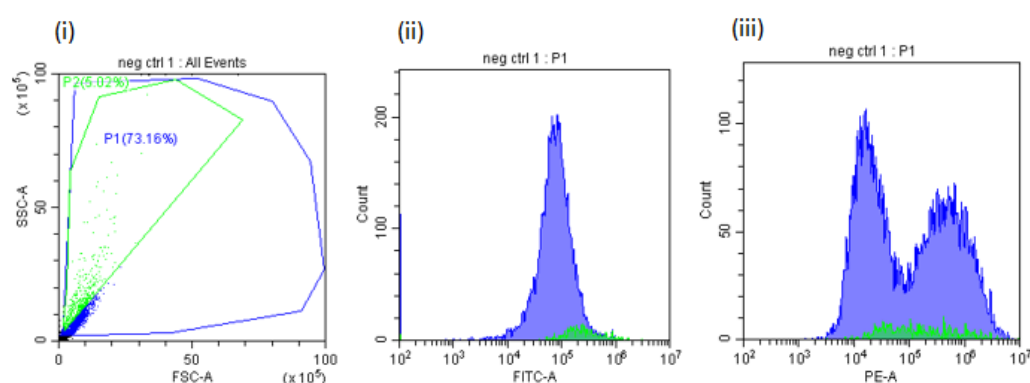 (i)
neg ctrl 1 : All Events
P2(5.02%)
P1(73.16%)
SSC-A
(x 10⁵)
100
50
0
0
50
100
FSC-A
(x 10⁵)
(ii)
neg ctrl 1 : P1
Count
200
100
0
10²
10³
10⁴
10⁵
10⁶
10⁷
FITC-A
(iii)
neg ctrl 1 : P1
Count
100
50
0
10²
10³
10⁴
10⁵
10⁶
10⁷
PE-A